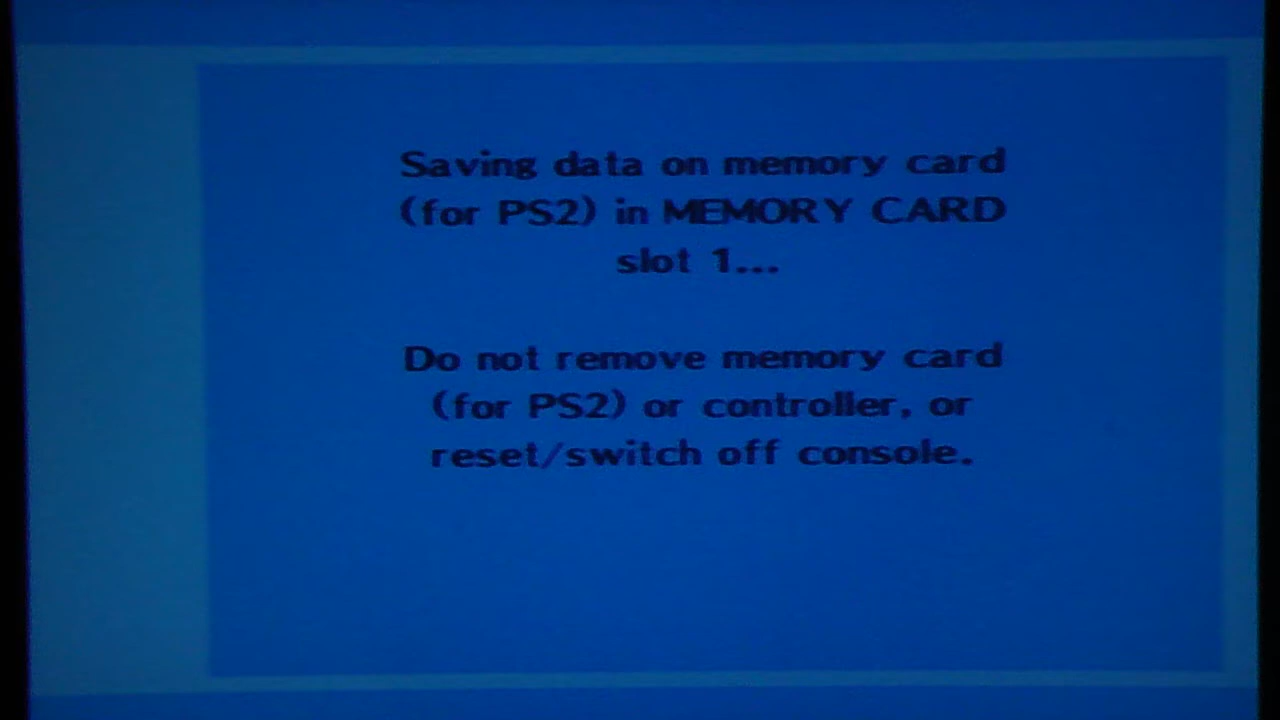 Saving data on memory card
(for PS2) in MEMORY CARD
slot 1...
Do not remove memory card
(for PS2) or controller, or
reset/switch off console.